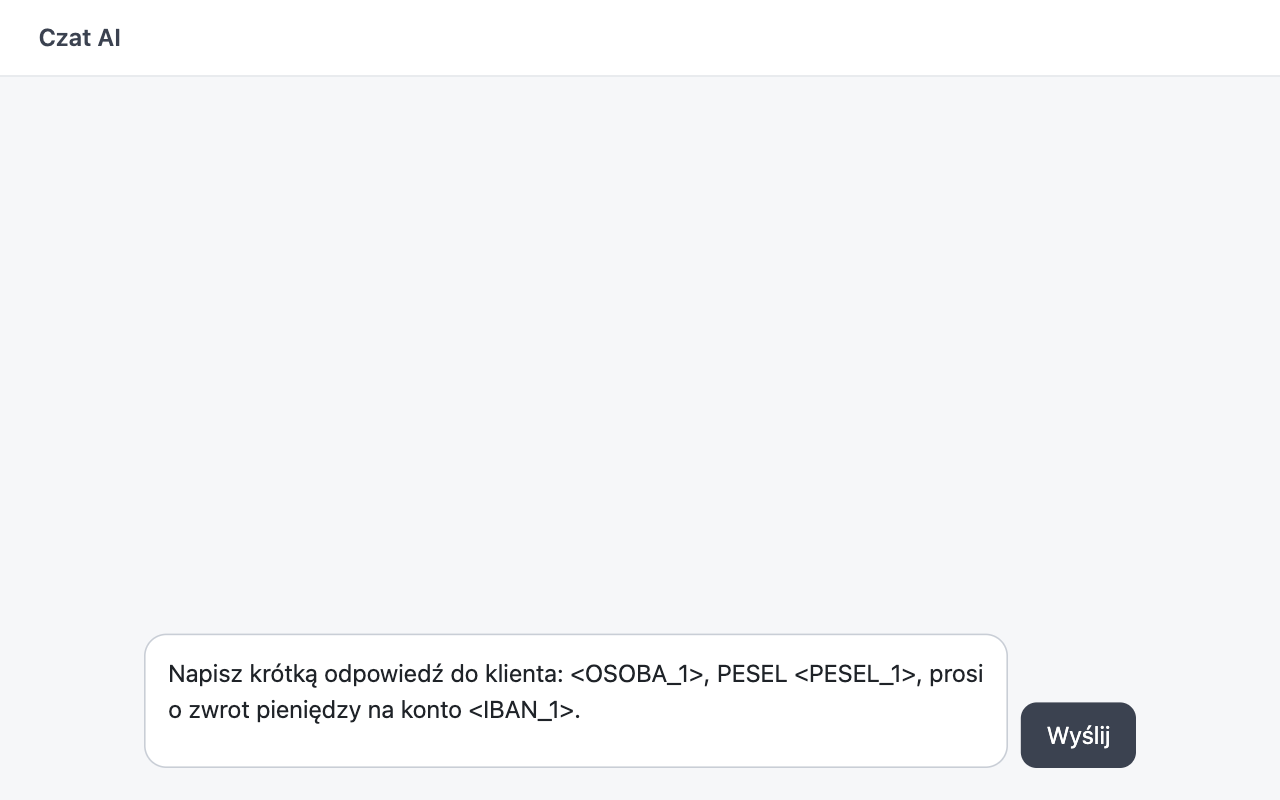 Czat AI
Napisz krótką odpowiedź do klienta: <OSOBA_1>, PESEL <PESEL_1>, prosi
o zwrot pieniędzy na konto <IBAN_1>.
Wyślij